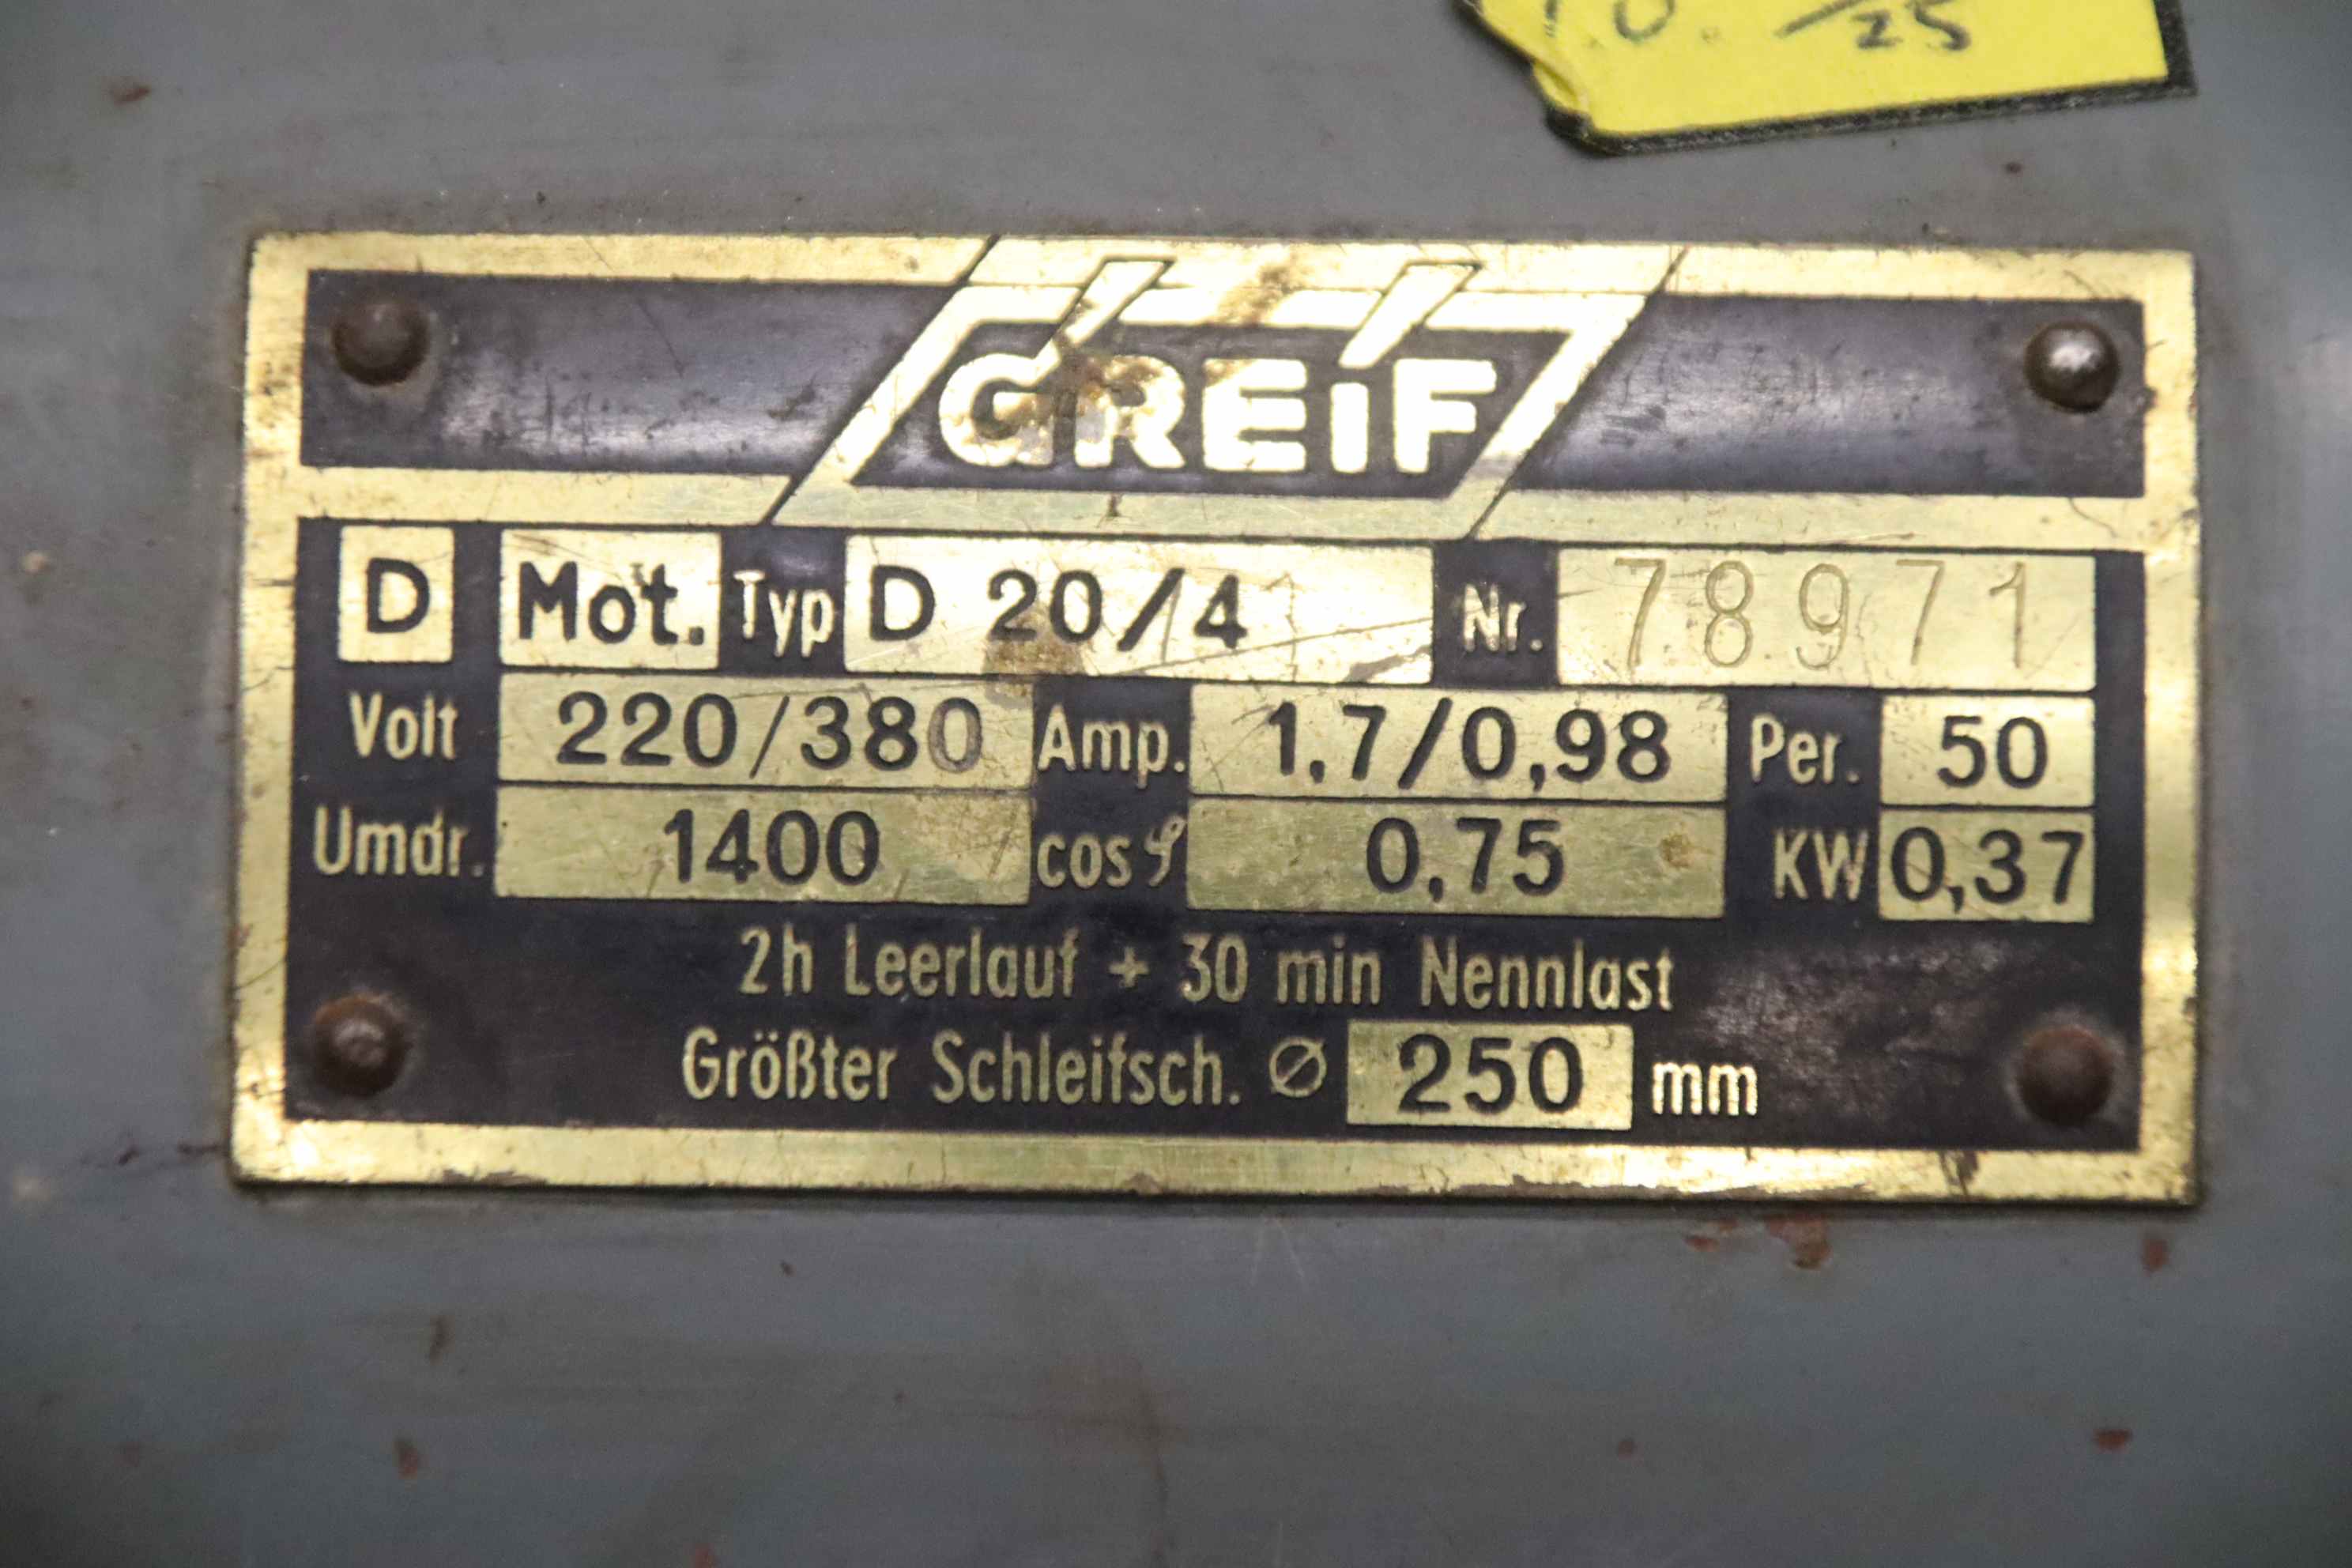 /25
GREIF
D Mot. Typ D 20/4 Nr. 78971
Volt 220/380 Amp. 1,7/0,98 Per. 50
Umdr. 1400 cos φ 0,75 KW 0,37
2h Leerlauf + 30 min Nennlast
Größter Schleifsch. ∅ 250 mm